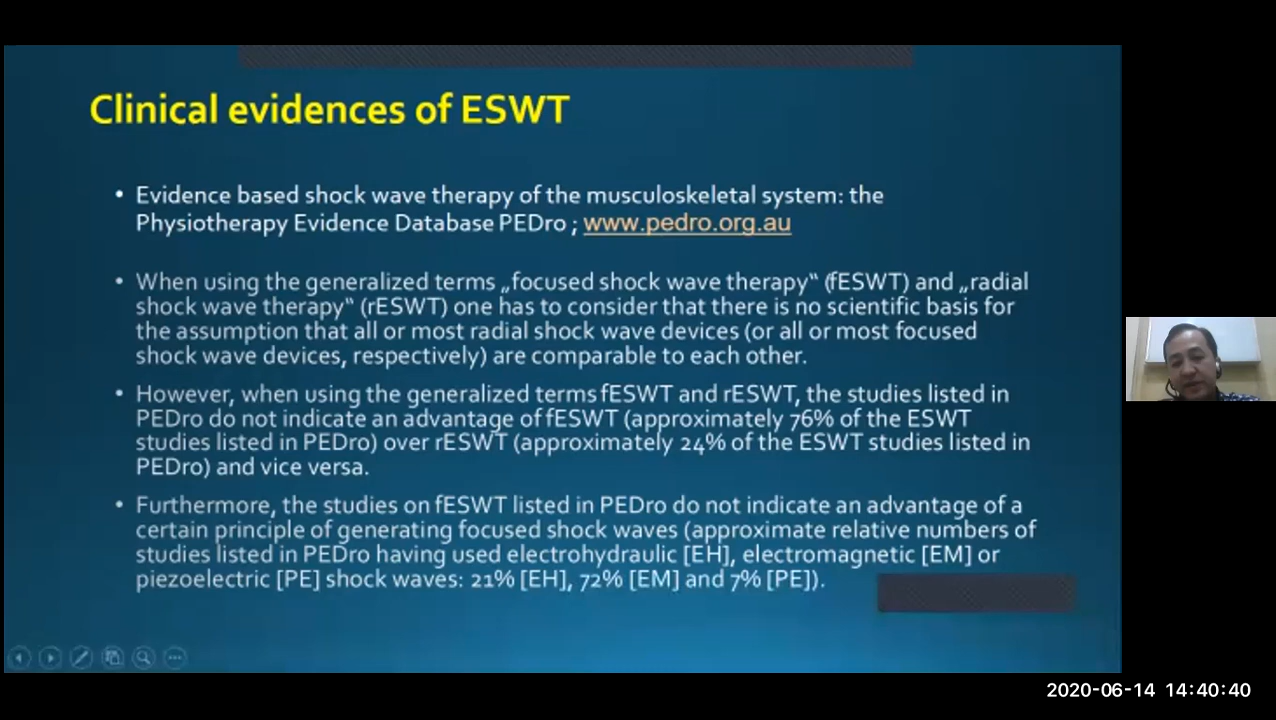 Clinical evidences of ESWT
• Evidence based shock wave therapy of the musculoskeletal system: the
Physiotherapy Evidence Database PEDro ; www.pedro.org.au
• When using the generalized terms „focused shock wave therapy“ (fESWT) and „radial
shock wave therapy“ (rESWT) one has to consider that there is no scientific basis for
the assumption that all or most radial shock wave devices (or all or most focused
shock wave devices, respectively) are comparable to each other.
• However, when using the generalized terms fESWT and rESWT, the studies listed in
PEDro do not indicate an advantage of fESWT (approximately 76% of the ESWT
studies listed in PEDro) over rESWT (approximately 24% of the ESWT studies listed in
PEDro) and vice versa.
• Furthermore, the studies on fESWT listed in PEDro do not indicate an advantage of a
certain principle of generating focused shock waves (approximate relative numbers of
studies listed in PEDro having used electrohydraulic [EH], electromagnetic [EM] or
piezoelectric [PE] shock waves: 21% [EH], 72% [EM] and 7% [PE]).
2020-06-14 14:40:40